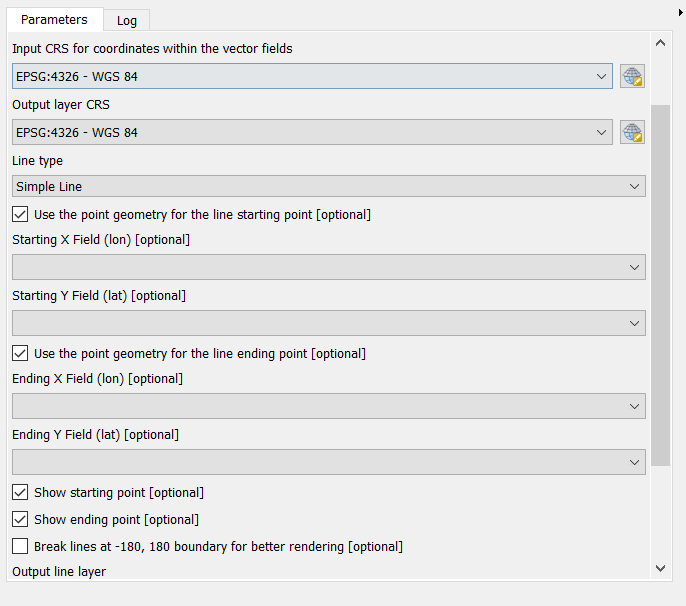 Parameters Log
Input CRS for coordinates within the vector fields
EPSG:4326 - WGS 84
Output layer CRS
EPSG:4326 - WGS 84
Line type
Simple Line
Use the point geometry for the line starting point [optional]
Starting X Field (lon) [optional]
Starting Y Field (lat) [optional]
Use the point geometry for the line ending point [optional]
Ending X Field (lon) [optional]
Ending Y Field (lat) [optional]
Show starting point [optional]
Show ending point [optional]
Break lines at -180, 180 boundary for better rendering [optional]
Output line layer